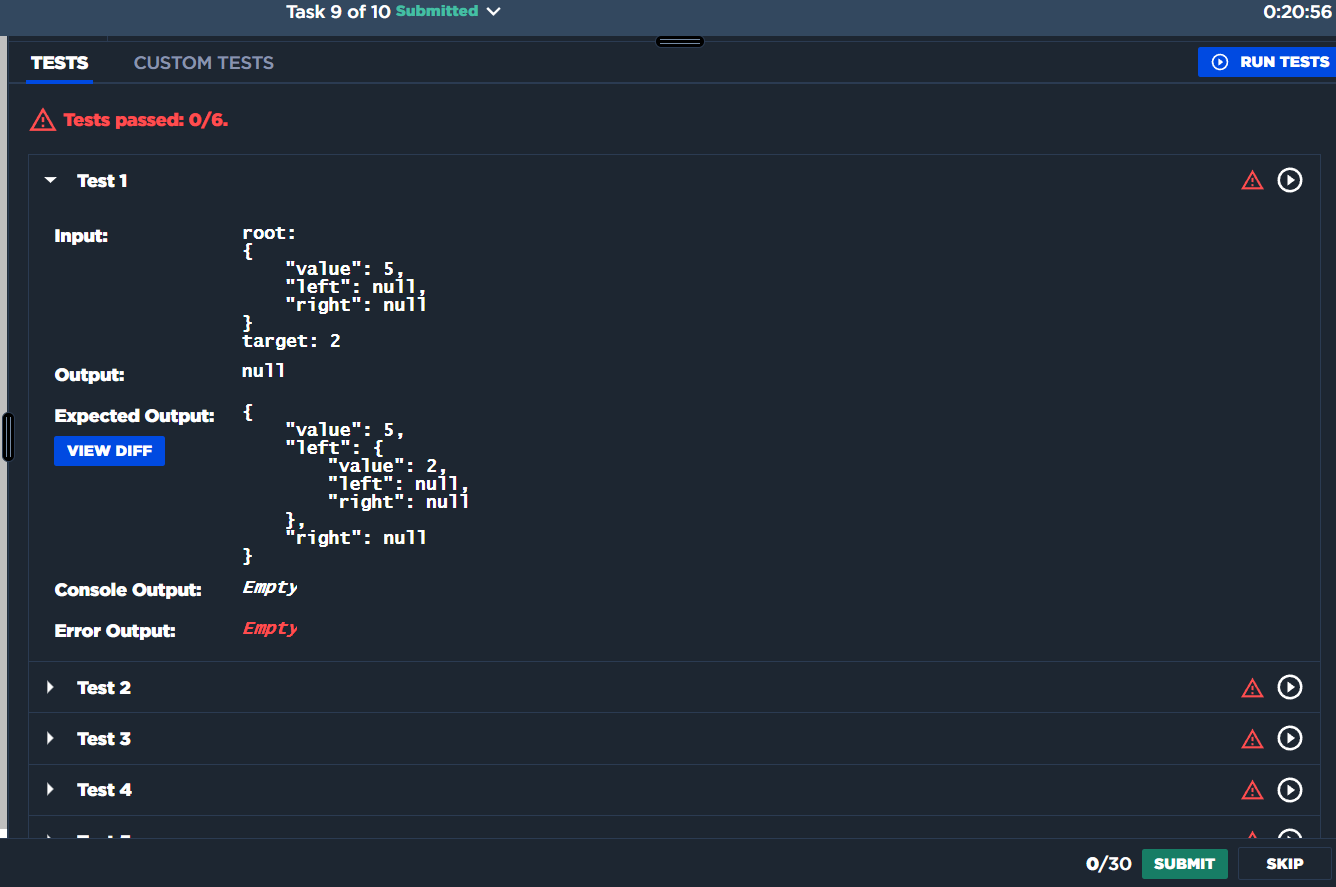 Task 9 of 10 Submitted
0:20:56
TESTS
CUSTOM TESTS
RUN TESTS
Tests passed: 0/6.
Test 1
Input:
root:
{
    "value": 5,
    "left": null,
    "right": null
}
target: 2
Output:
null
Expected Output:
VIEW DIFF
{
    "value": 5,
    "left": {
        "value": 2,
        "left": null,
        "right": null
    },
    "right": null
}
Console Output:
Empty
Error Output:
Empty
Test 2
Test 3
Test 4
0/30
SUBMIT
SKIP